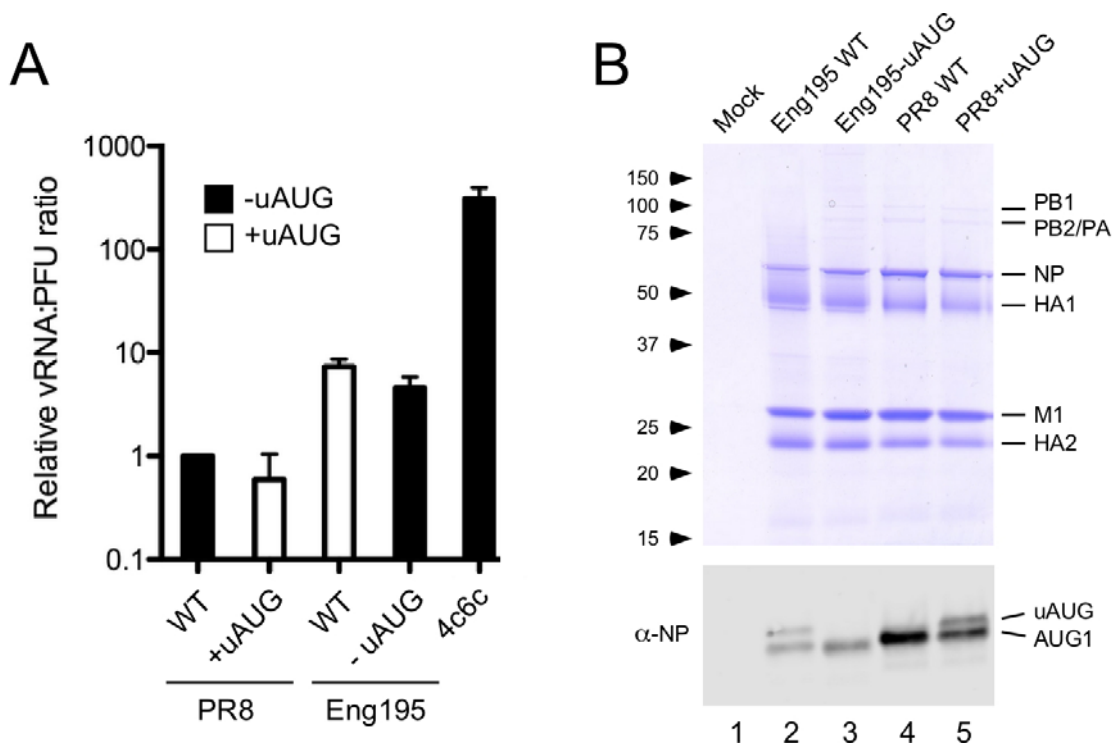 A
Relative vRNA:PFU ratio
1000
100
10
1
0.1
-uAUG
+uAUG
WT
+uAUG
WT
- uAUG
4c6c
PR8
Eng195
B
Mock
Eng195 WT
Eng195-uAUG
PR8 WT
PR8+uAUG
150
100
75
50
37
25
20
15
PB1
PB2/PA
NP
HA1
M1
HA2
α-NP
uAUG
AUG1
1 2 3 4 5